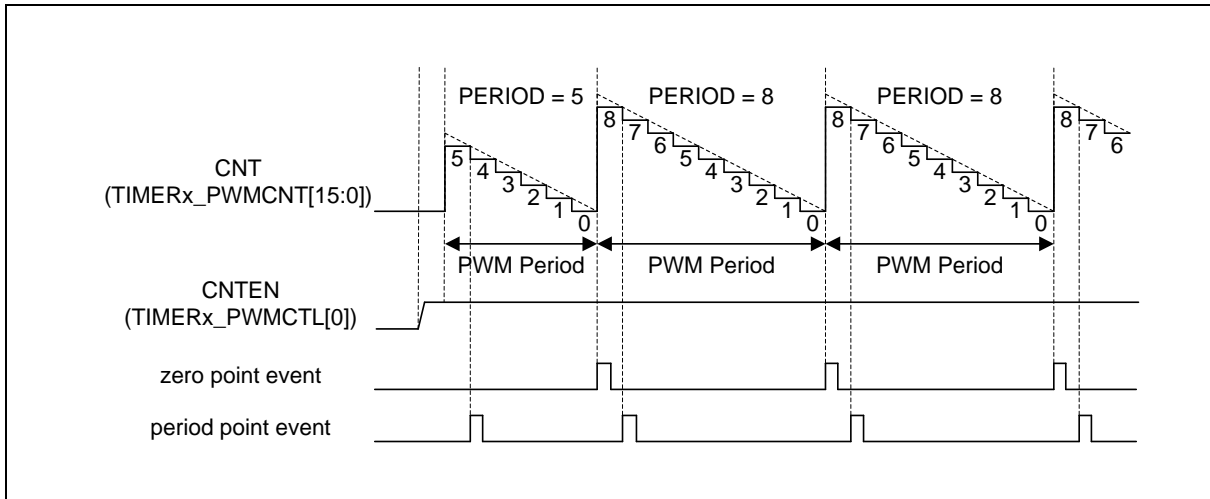 PERIOD = 5 PERIOD = 8 PERIOD = 8
CNT
(TIMERx_PWMCNT[15:0])
5 4 3 2 1 0
8 7 6 5 4 3 2 1 0
8 7 6 5 4 3 2 1 0
8 7 6
PWM Period PWM Period PWM Period
CNTEN
(TIMERx_PWMCTL[0])
zero point event
period point event